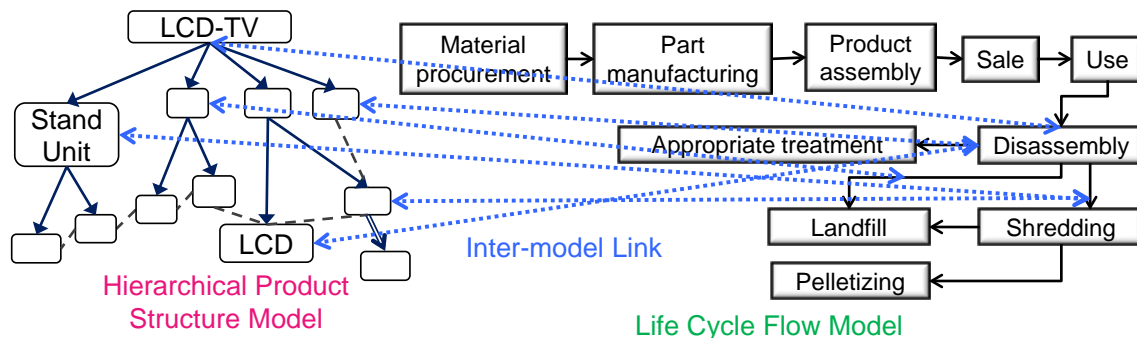 LCD-TV
Stand
Unit
LCD
Hierarchical Product
Structure Model
Inter-model Link
Material
procurement
Part
manufacturing
Product
assembly
Sale
Use
Appropriate treatment
Disassembly
Landfill
Shredding
Pelletizing
Life Cycle Flow Model